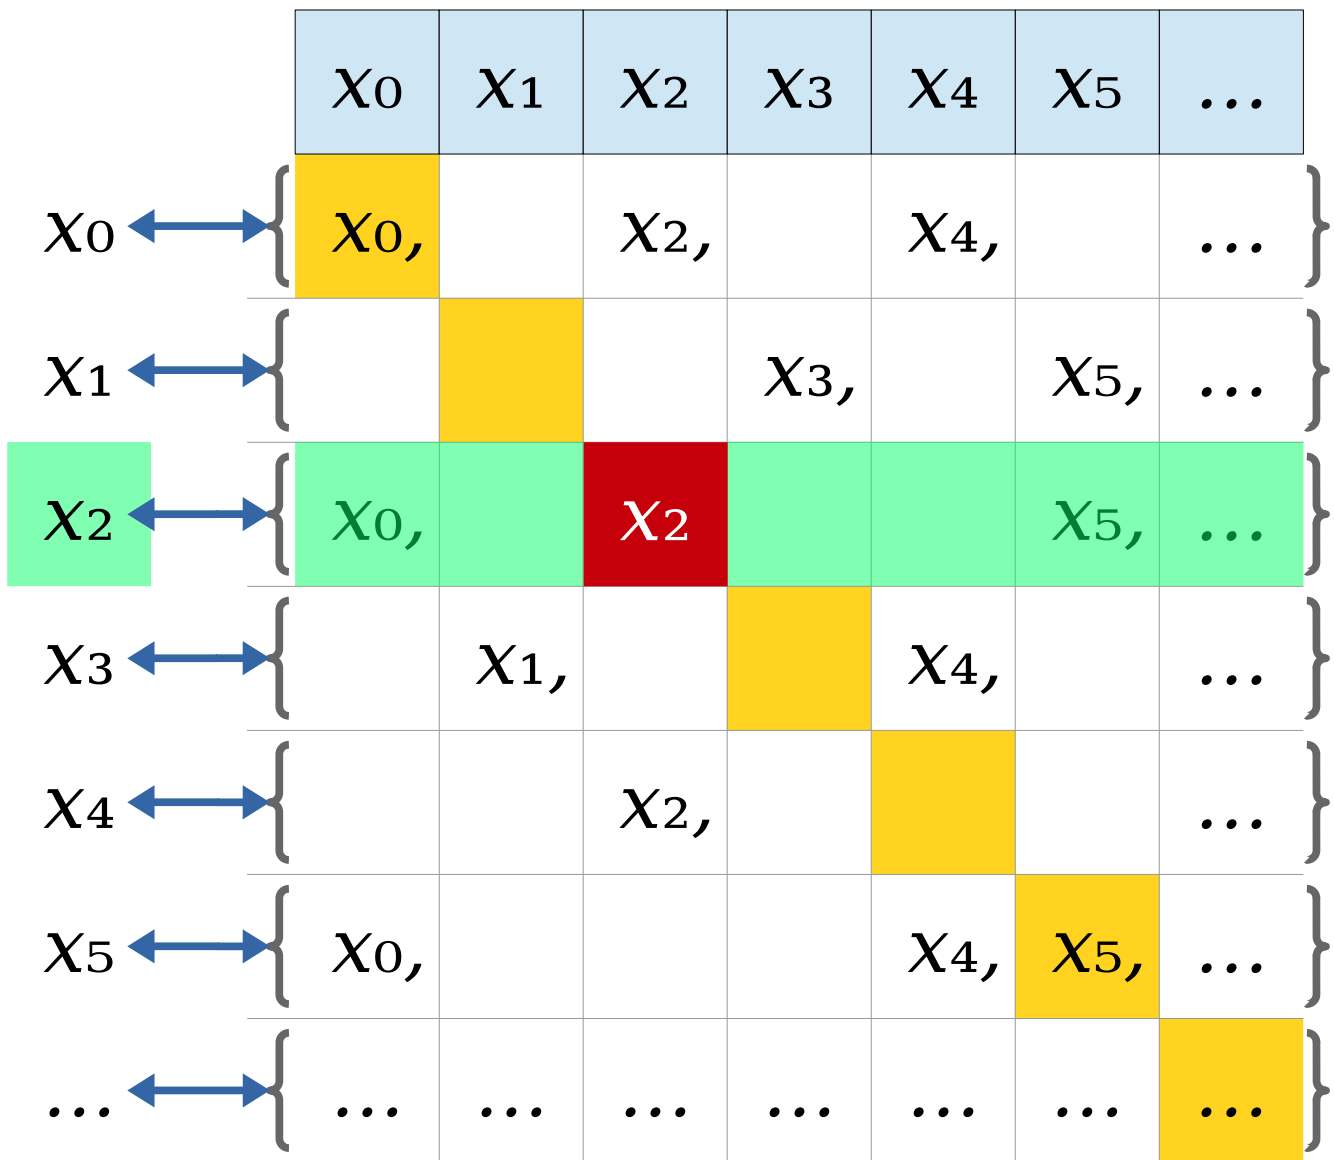 x₀ x₁ x₂ x₃ x₄ x₅ ...
x₀ { x₀, x₂, x₄, ... }
x₁ { x₃, x₅, ... }
x₂ { x₀, x₂ x₅, ... }
x₃ { x₁, x₄, ... }
x₄ { x₂, ... }
x₅ { x₀, x₄, x₅, ... }
... { ... ... ... ... ... ... ... }